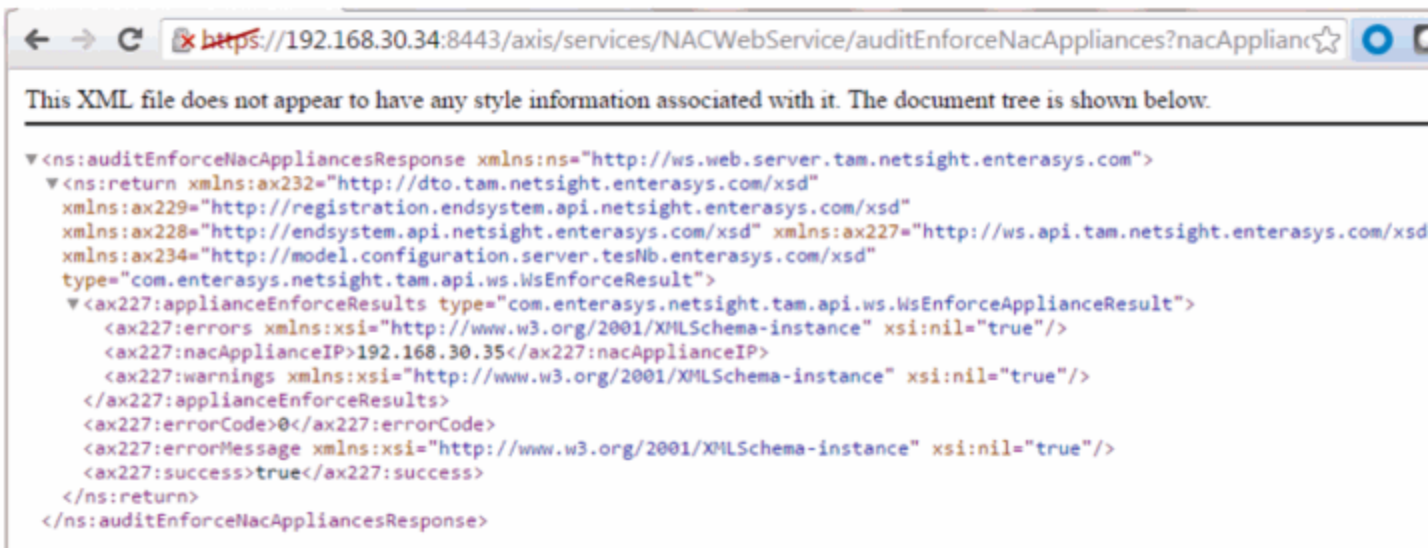 https://192.168.30.34:8443/axis/services/NACWebService/auditEnforceNacAppliances?nacApplianc
This XML file does not appear to have any style information associated with it. The document tree is shown below.
▼<ns:auditEnforceNacAppliancesResponse xmlns:ns="http://ws.web.server.tam.netsight.enterasys.com">
▼<ns:return xmlns:ax232="http://dto.tam.netsight.enterasys.com/xsd"
xmlns:ax229="http://registration.endsystem.api.netsight.enterasys.com/xsd"
xmlns:ax228="http://endsystem.api.netsight.enterasys.com/xsd" xmlns:ax227="http://ws.api.tam.netsight.enterasys.com/xsd
xmlns:ax234="http://model.configuration.server.tesNb.enterasys.com/xsd"
type="com.enterasys.netsight.tam.api.ws.WsEnforceResult">
▼<ax227:applianceEnforceResults type="com.enterasys.netsight.tam.api.ws.WsEnforceApplianceResult">
<ax227:errors xmlns:xsi="http://www.w3.org/2001/XMLSchema-instance" xsi:nil="true"/>
<ax227:nacApplianceIP>192.168.30.35</ax227:nacApplianceIP>
<ax227:warnings xmlns:xsi="http://www.w3.org/2001/XMLSchema-instance" xsi:nil="true"/>
</ax227:applianceEnforceResults>
<ax227:errorCode>0</ax227:errorCode>
<ax227:errorMessage xmlns:xsi="http://www.w3.org/2001/XMLSchema-instance" xsi:nil="true"/>
<ax227:success>true</ax227:success>
</ns:return>
</ns:auditEnforceNacAppliancesResponse>